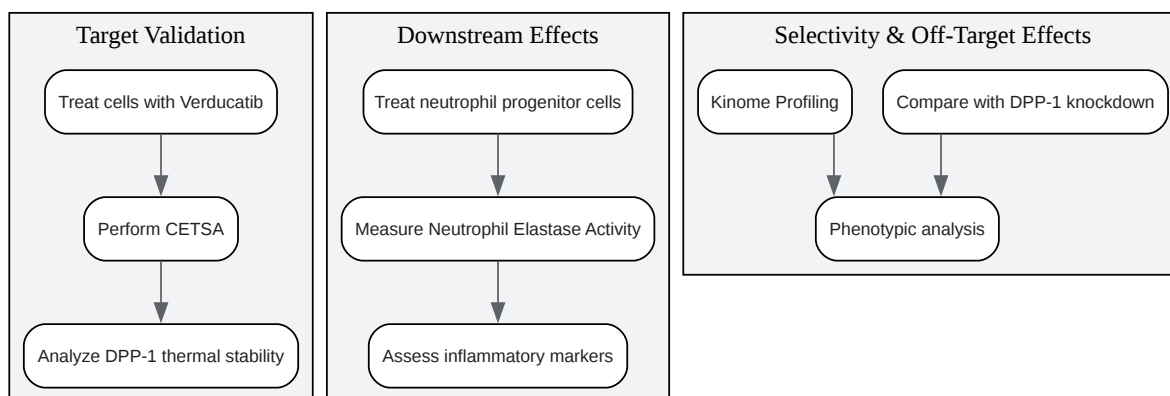 Target Validation
Treat cells with Verducatib
Perform CETSA
Analyze DPP-1 thermal stability
Downstream Effects
Treat neutrophil progenitor cells
Measure Neutrophil Elastase Activity
Assess inflammatory markers
Selectivity & Off-Target Effects
Kinome Profiling
Compare with DPP-1 knockdown
Phenotypic analysis